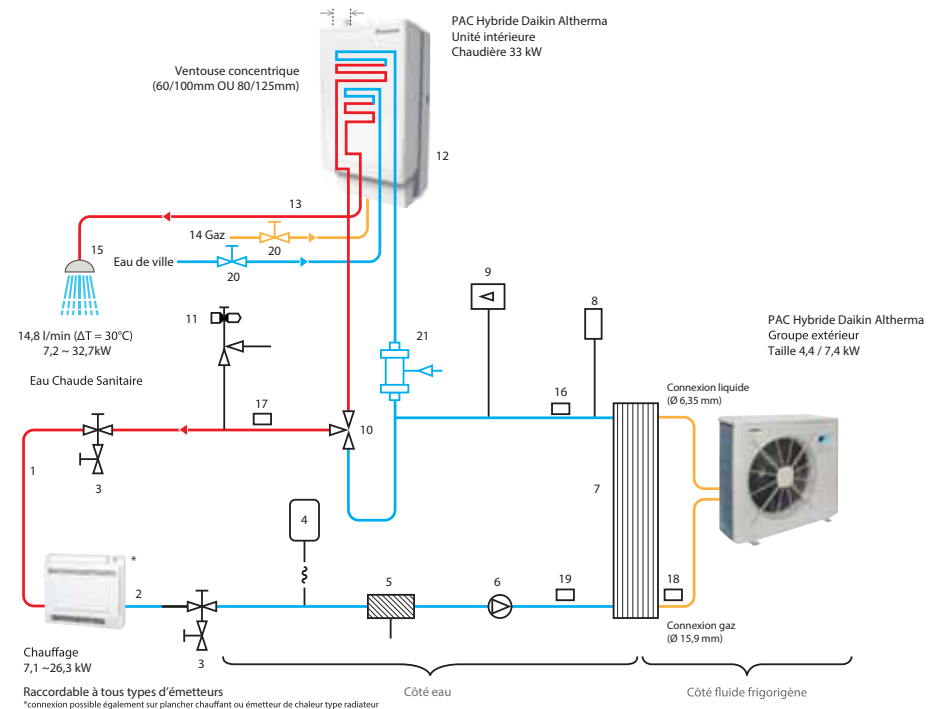 PAC Hybride Daikin Altherma
Unité intérieure
Chaudière 33 kW
Ventouse concentrique
(60/100mm OU 80/125mm)
12
13
14 Gaz
20
15
Eau de ville
20
9
8
11
21
14,8 l/min (ΔT = 30°C)
7,2 ~ 32,7kW
PAC Hybride Daikin Altherma
Groupe extérieur
Taille 4,4 / 7,4 kW
Eau Chaude Sanitaire
Connexion liquide
(Ø 6,35 mm)
17
16
10
1
3
7
4
*
2
5
6
19
18
Connexion gaz
(Ø 15,9 mm)
3
Chauffage
7,1 ~26,3 kW
Raccordable à tous types d'émetteurs
Côté eau
Côté fluide frigorigène
*connexion possible également sur plancher chauffant ou émetteur de chaleur type radiateur